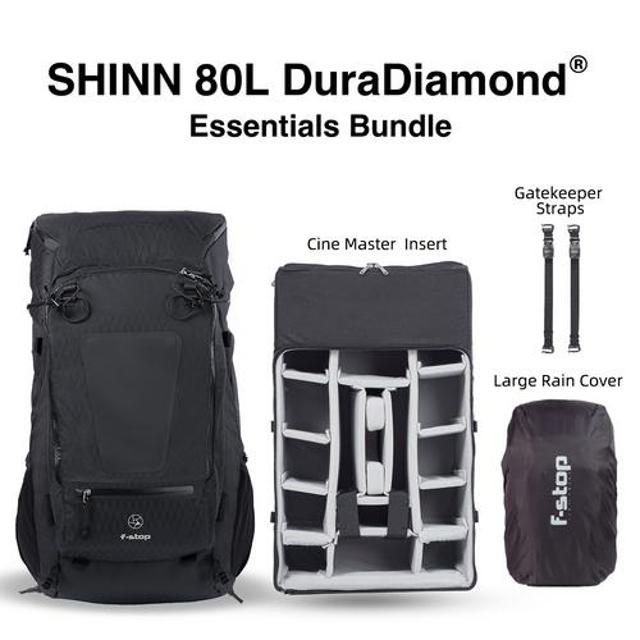 SHINN 80L DuraDiamond®
Essentials Bundle
Gatekeeper
Straps
Cine Master Insert
Large Rain Cover
f-stop
f-stop